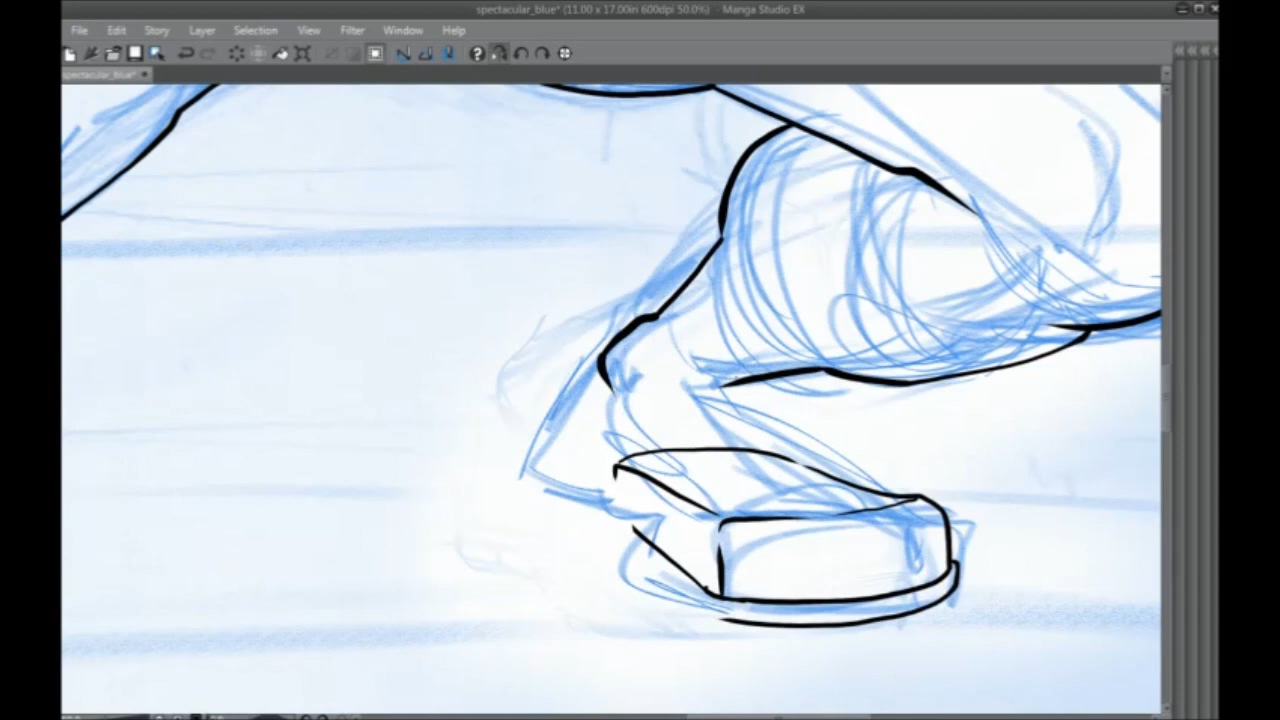 spectacular_blue* (11.00 x 17.00in 600dpi 50.0%) - Manga Studio EX
File Edit Story Layer Selection View Filter Window Help
spectacular_blue*